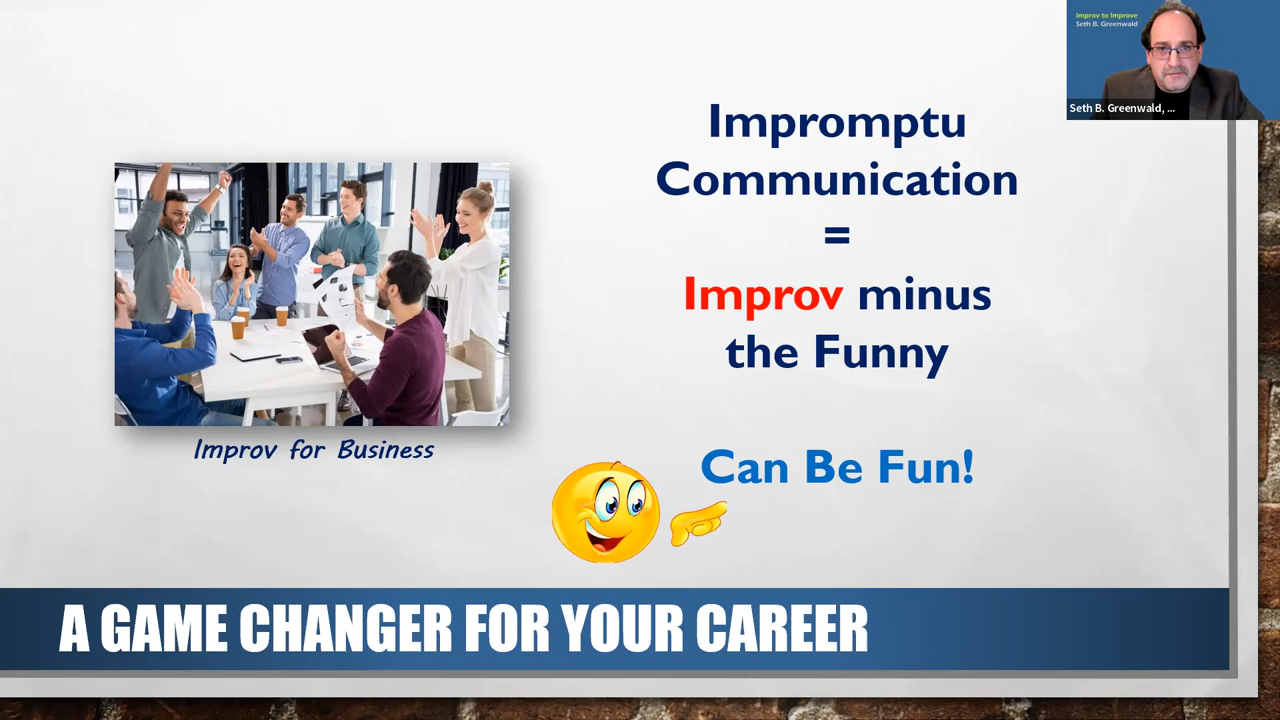 Improv to Improve
Seth B. Greenwald
Seth B. Greenwald, ...
Impromptu
Communication
=
Improv minus
the Funny
Can Be Fun!
Improv for Business
A GAME CHANGER FOR YOUR CAREER